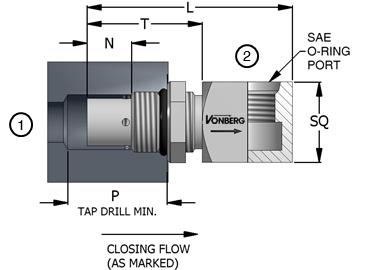 L
T
N
2
SAE
O-RING
PORT
1
VONBERG
SQ
P
TAP DRILL MIN.
CLOSING FLOW
(AS MARKED)